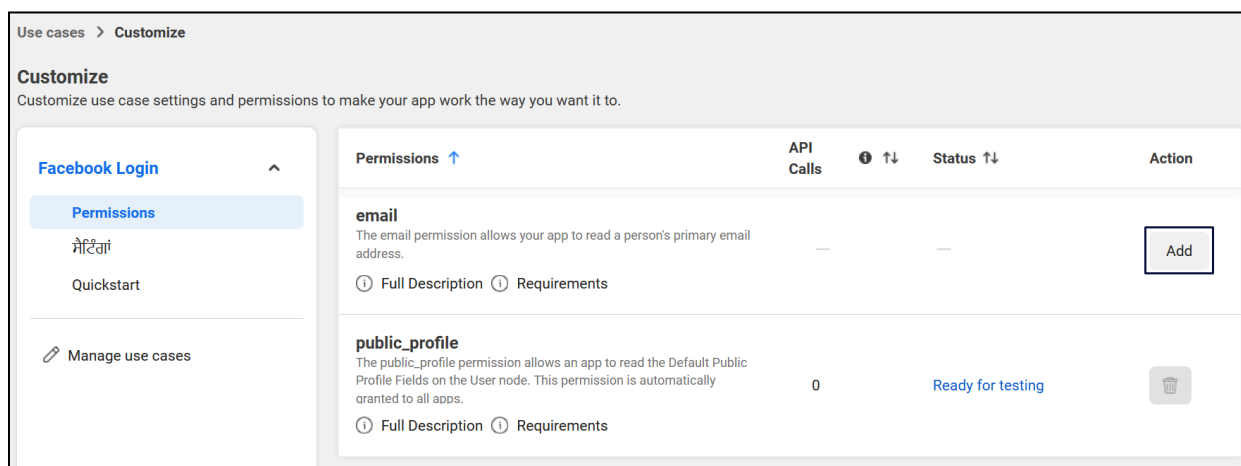 Use cases > Customize
Customize
Customize use case settings and permissions to make your app work the way you want it to.
Facebook Login
Permissions
ਸੈਟਿੰਗਾਂ
Quickstart
Manage use cases
Permissions ↑
API Calls
Status
Action
email
The email permission allows your app to read a person's primary email
address.
— — Add
Full Description Requirements
public_profile
The public_profile permission allows an app to read the Default Public
Profile Fields on the User node. This permission is automatically
granted to all apps.
0 Ready for testing
Full Description Requirements